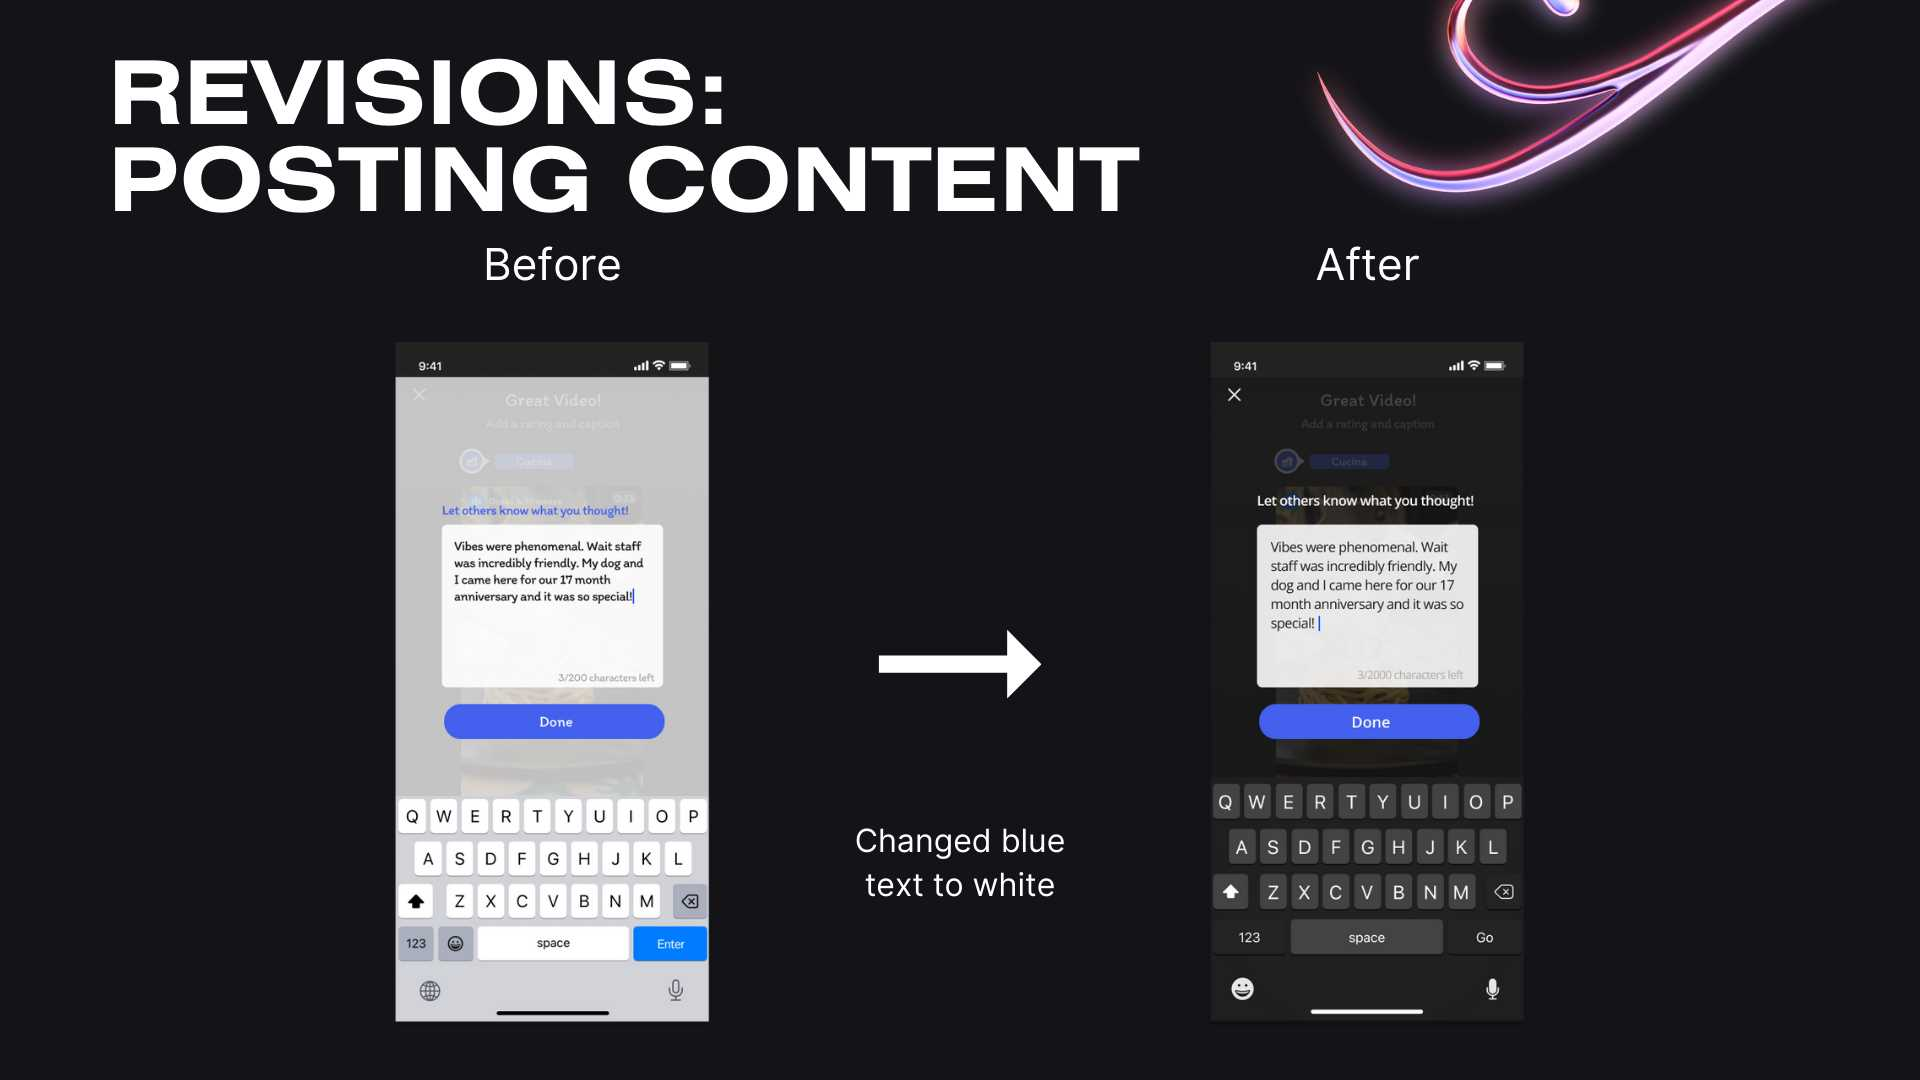 REVISIONS:
POSTING CONTENT
Before
After
9:41
Great Video!
Add a rating and caption
Cucina
0:13
Let others know what you thought!
Vibes were phenomenal. Wait staff
was incredibly friendly. My dog and
I came here for our 17 month
anniversary and it was so special!
3/200 characters left
Done
Q W E R T Y U I O P
A S D F G H J K L
Z X C V B N M
123
space
Enter
Changed blue
text to white
9:41
Great Video!
Add a rating and caption
Cucina
Let others know what you thought!
Vibes were phenomenal. Wait
staff was incredibly friendly. My
dog and I came here for our 17
month anniversary and it was so
special!
3/2000 characters left
Done
Q W E R T Y U I O P
A S D F G H J K L
Z X C V B N M
123
space
Go